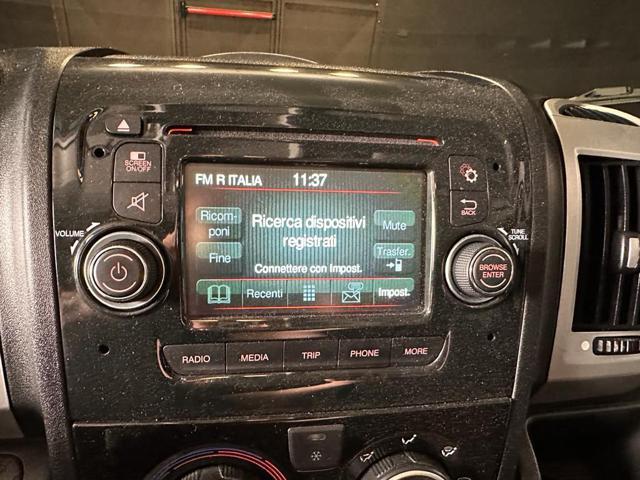 SCREEN
ON/OFF
VOLUME
FM R ITALIA 11:37
Ricom-
poni
Ricerca dispositivi
registrati
Mute
Fine
Trasfer.
Connettere con Impost.
Recenti
Impost.
BACK
TUNE
SCROLL
BROWSE
ENTER
RADIO
MEDIA
TRIP
PHONE
MORE